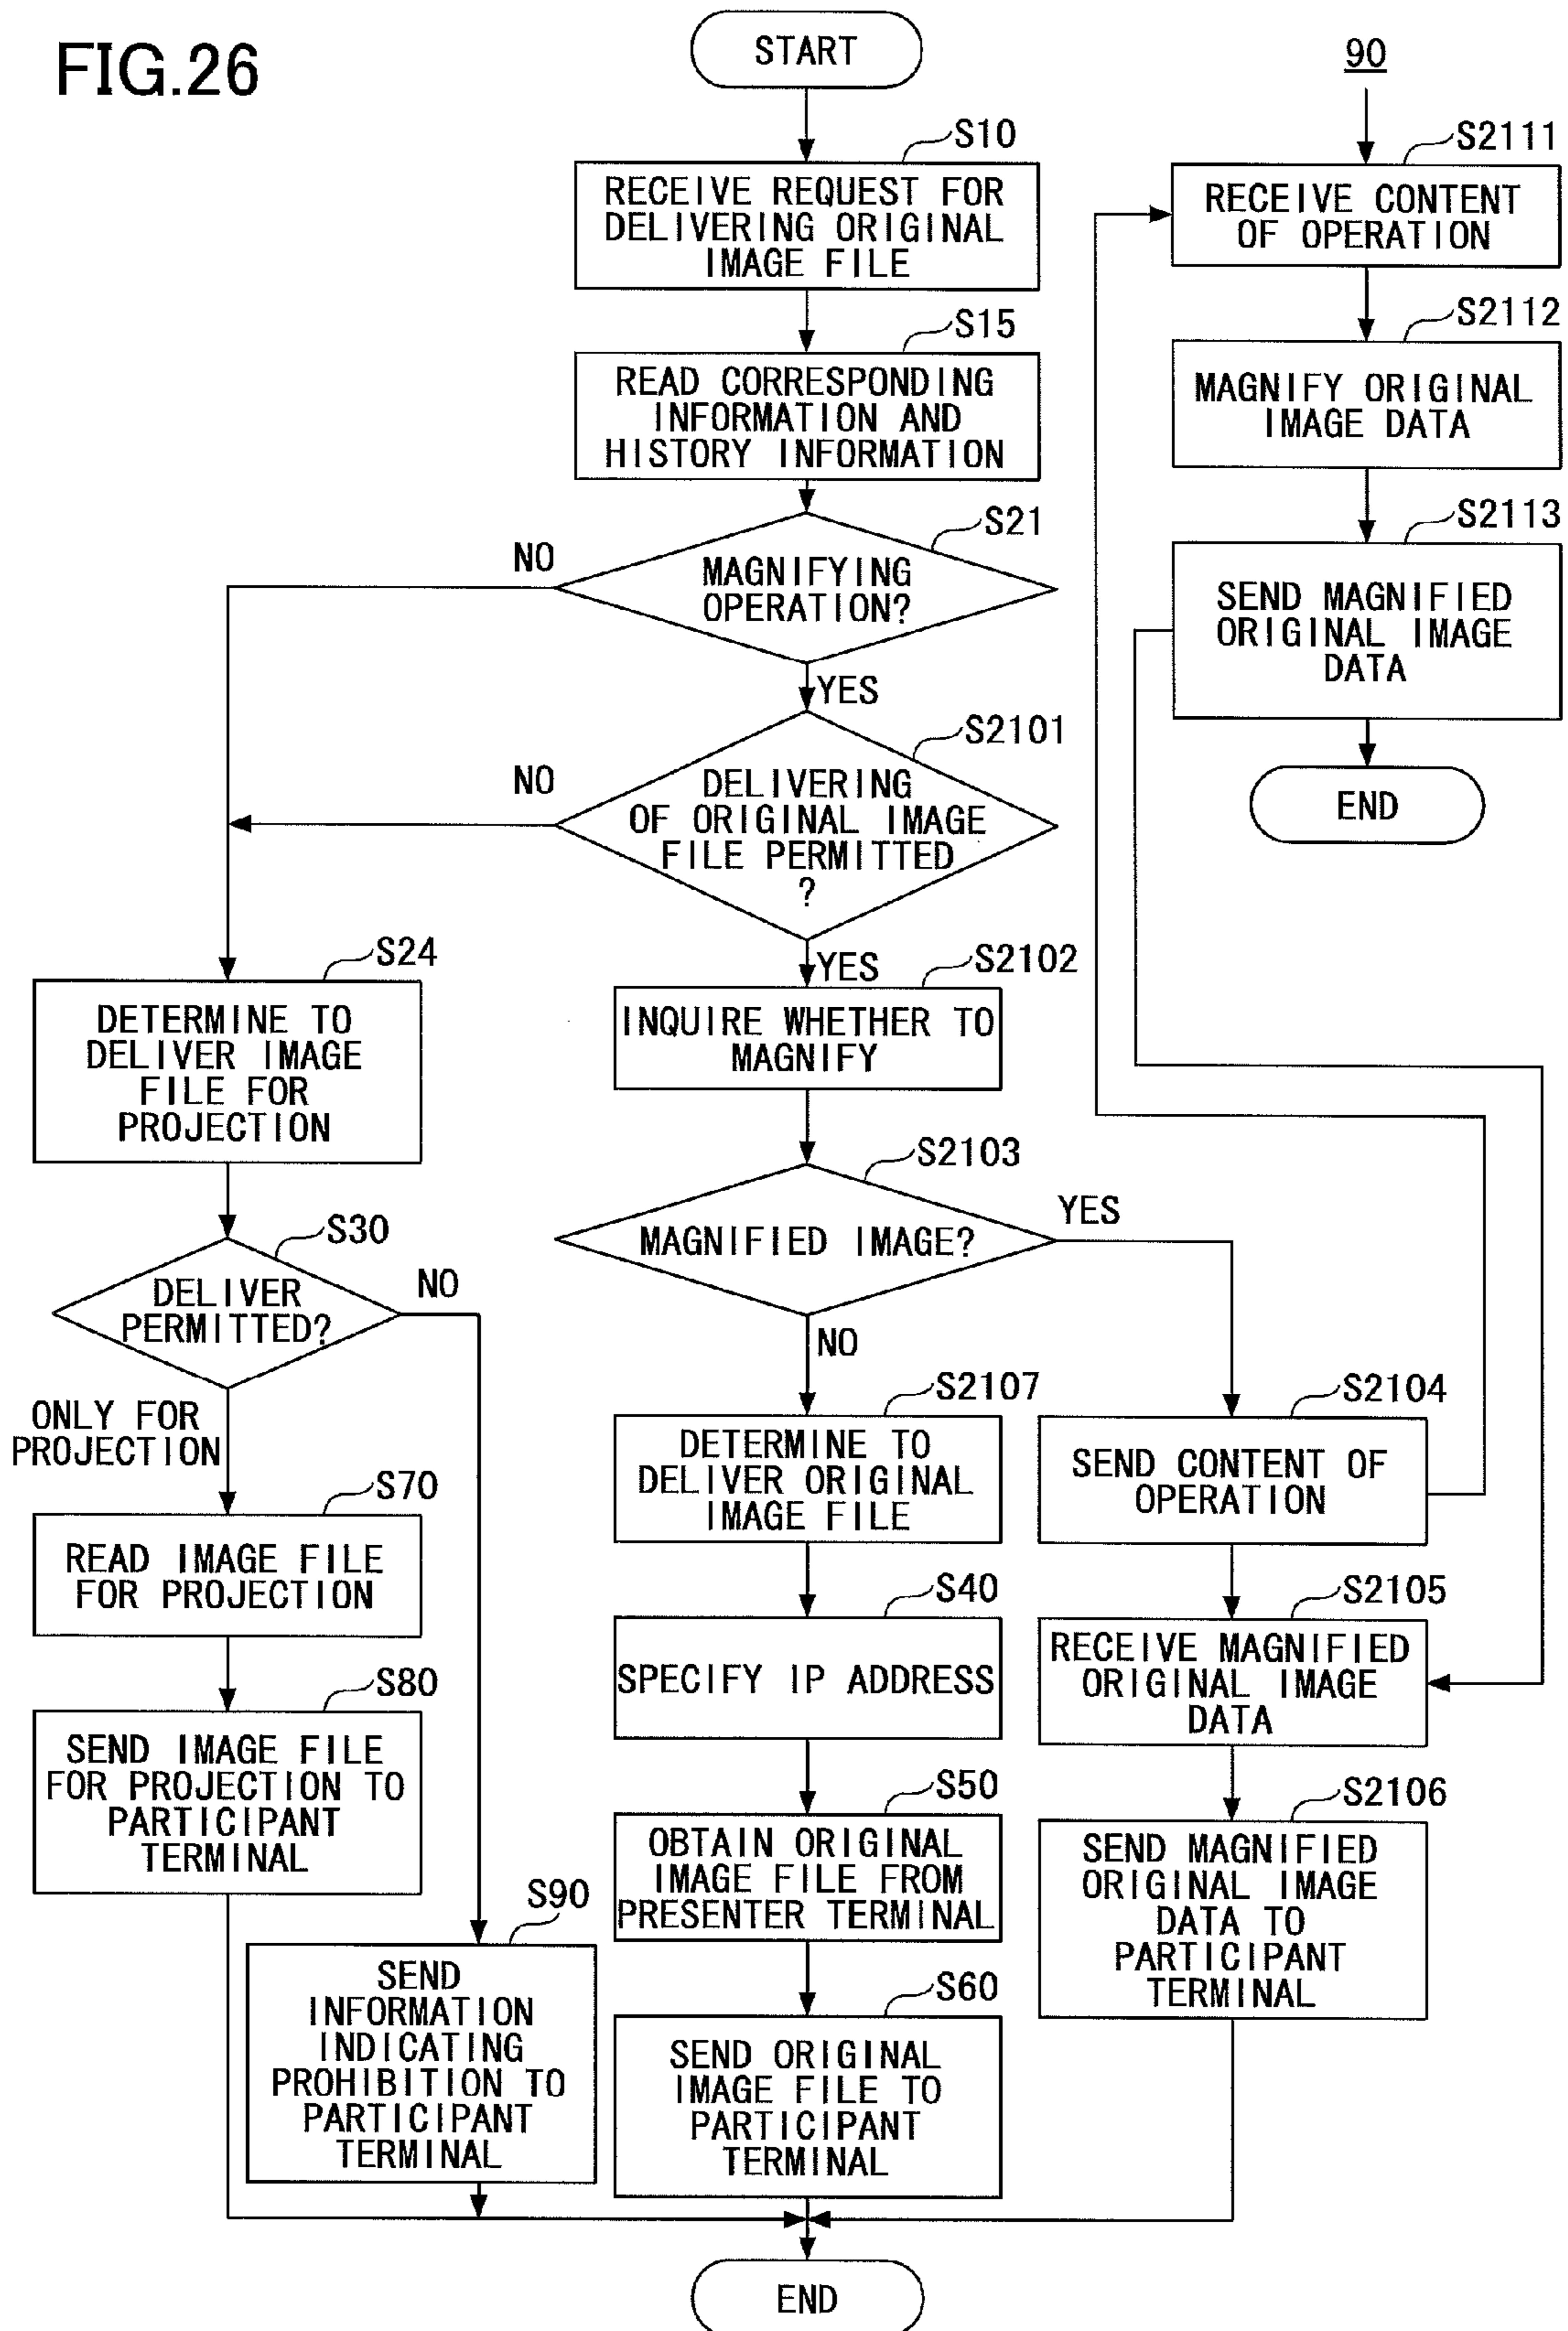 FIG.26
START
S10
RECEIVE REQUEST FOR
DELIVERING ORIGINAL
IMAGE FILE
S15
READ CORRESPONDING
INFORMATION AND
HISTORY INFORMATION
S21
MAGNIFYING
OPERATION?
NO
YES
S2101
DELIVERING
OF ORIGINAL IMAGE
FILE PERMITTED
?
NO
YES
S24
DETERMINE TO
DELIVER IMAGE
FILE FOR
PROJECTION
S30
DELIVER
PERMITTED?
NO
ONLY FOR
PROJECTION
S70
READ IMAGE FILE
FOR PROJECTION
S80
SEND IMAGE FILE
FOR PROJECTION TO
PARTICIPANT
TERMINAL
S90
SEND
INFORMATION
INDICATING
PROHIBITION TO
PARTICIPANT
TERMINAL
S2102
INQUIRE WHETHER TO
MAGNIFY
S2103
MAGNIFIED IMAGE?
YES
NO
S2107
DETERMINE TO
DELIVER ORIGINAL
IMAGE FILE
S40
SPECIFY IP ADDRESS
S50
OBTAIN ORIGINAL
IMAGE FILE FROM
PRESENTER TERMINAL
S60
SEND ORIGINAL
IMAGE FILE TO
PARTICIPANT
TERMINAL
END
S2104
SEND CONTENT OF
OPERATION
S2105
RECEIVE MAGNIFIED
ORIGINAL IMAGE
DATA
S2106
SEND MAGNIFIED
ORIGINAL IMAGE
DATA TO
PARTICIPANT
TERMINAL
90
S2111
RECEIVE CONTENT
OF OPERATION
S2112
MAGNIFY ORIGINAL
IMAGE DATA
S2113
SEND MAGNIFIED
ORIGINAL IMAGE
DATA
END